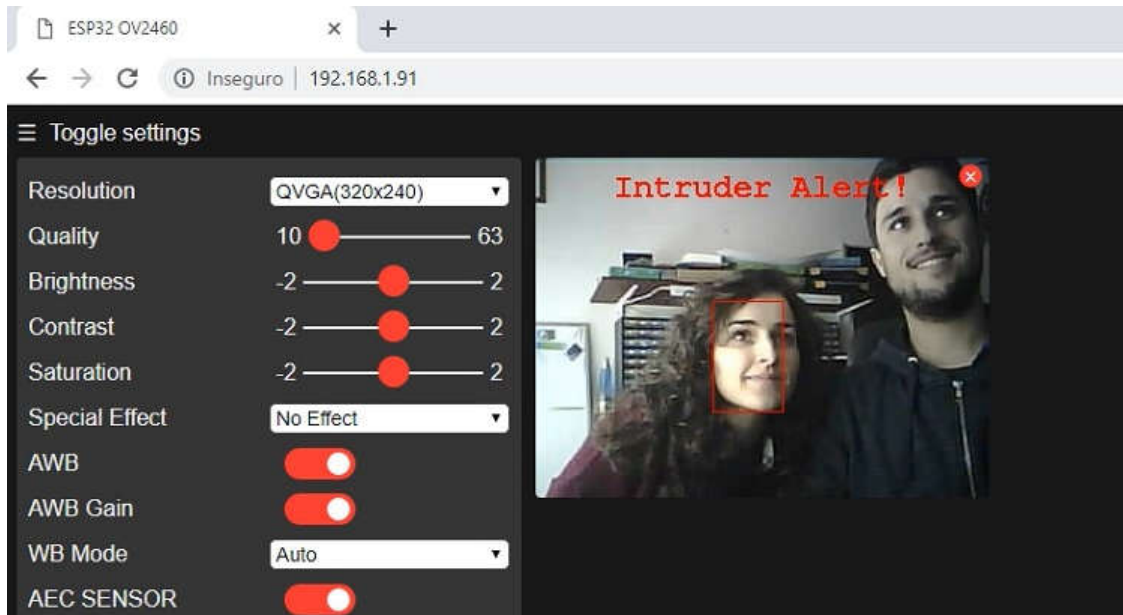 ESP32 OV2460
Inseguro | 192.168.1.91
Toggle settings
Resolution QVGA(320x240)
Quality 10 63
Brightness -2 2
Contrast -2 2
Saturation -2 2
Special Effect No Effect
AWB
AWB Gain
WB Mode Auto
AEC SENSOR
Intruder Alert!